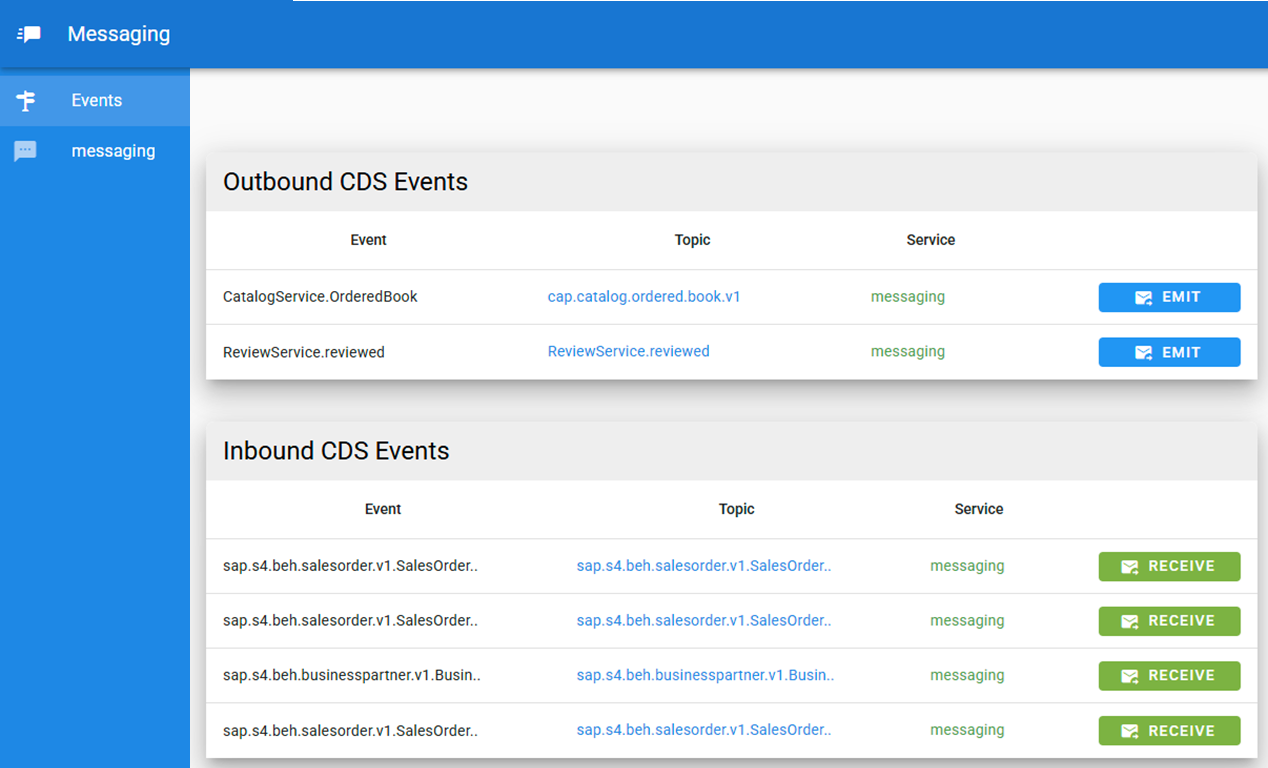 Messaging
Events
messaging
Outbound CDS Events
Event Topic Service
CatalogService.OrderedBook cap.catalog.ordered.book.v1 messaging EMIT
ReviewService.reviewed ReviewService.reviewed messaging EMIT
Inbound CDS Events
Event Topic Service
sap.s4.beh.salesorder.v1.SalesOrder.. sap.s4.beh.salesorder.v1.SalesOrder.. messaging RECEIVE
sap.s4.beh.salesorder.v1.SalesOrder.. sap.s4.beh.salesorder.v1.SalesOrder.. messaging RECEIVE
sap.s4.beh.businesspartner.v1.Busin.. sap.s4.beh.businesspartner.v1.Busin.. messaging RECEIVE
sap.s4.beh.salesorder.v1.SalesOrder.. sap.s4.beh.salesorder.v1.SalesOrder.. messaging RECEIVE